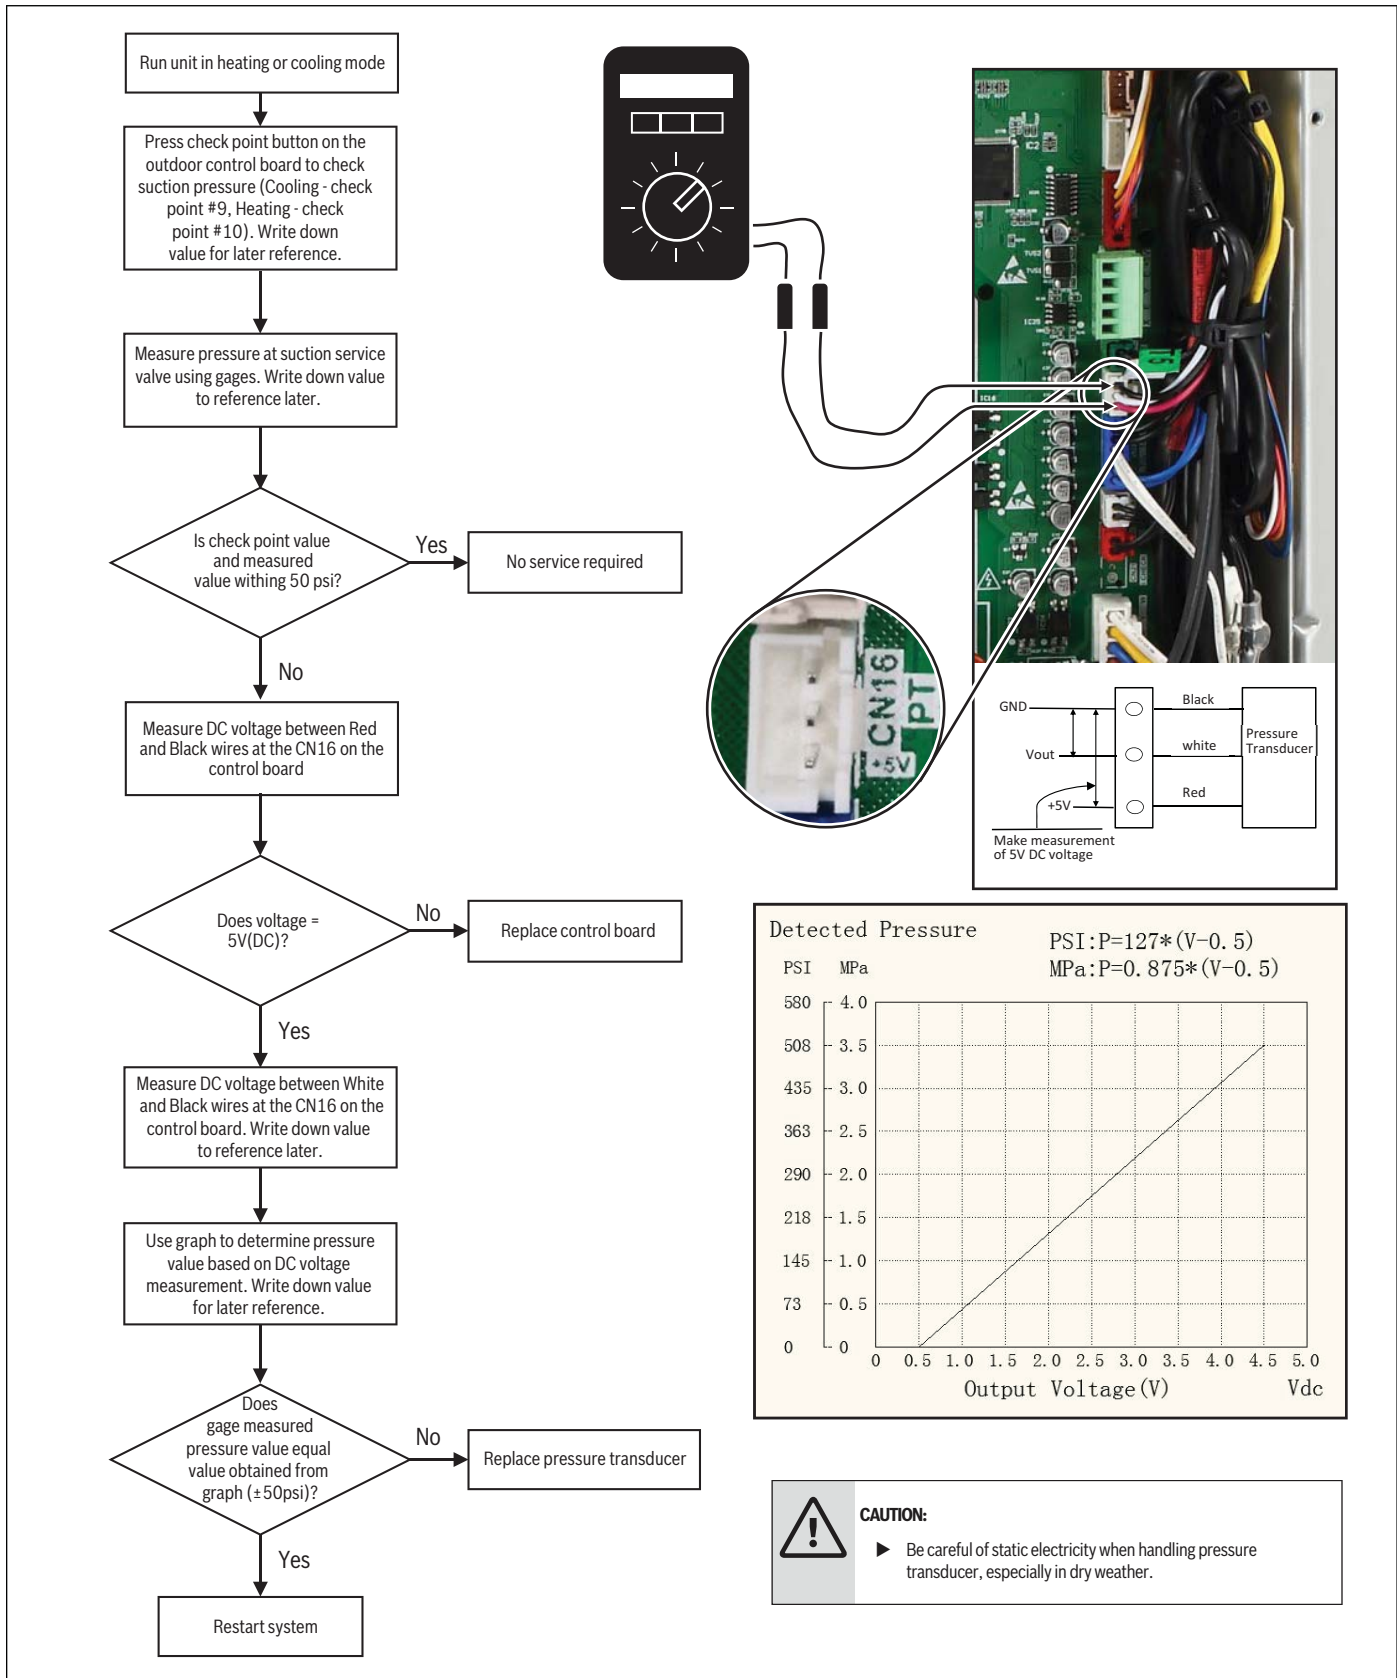 Run unit in heating or cooling mode
Press check point button on the
outdoor control board to check
suction pressure (Cooling - check
point #9, Heating - check
point #10). Write down
value for later reference.
Measure pressure at suction service
valve using gages. Write down value
to reference later.
Is check point value
and measured
value withing 50 psi?
Yes
No service required
No
Measure DC voltage between Red
and Black wires at the CN16 on the
control board
Does voltage =
5V(DC)?
No
Replace control board
Yes
Measure DC voltage between White
and Black wires at the CN16 on the
control board. Write down value
to reference later.
Use graph to determine pressure
value based on DC voltage
measurement. Write down value
for later reference.
Does
gage measured
pressure value equal
value obtained from
graph (±50psi)?
No
Replace pressure transducer
Yes
Restart system
IC2
TVS2
TVS1
IC25
IC16
CN16
PT
+5V
GND
Black
Vout
white
Pressure
Transducer
+5V
Red
Make measurement
of 5V DC voltage
Detected Pressure
PSI:P=127*(V-0.5)
MPa:P=0.875*(V-0.5)
PSI MPa
580 4.0
508 3.5
435 3.0
363 2.5
290 2.0
218 1.5
145 1.0
73 0.5
0 0
0 0.5 1.0 1.5 2.0 2.5 3.0 3.5 4.0 4.5 5.0
Output Voltage(V) Vdc
CAUTION:
▶ Be careful of static electricity when handling pressure
transducer, especially in dry weather.